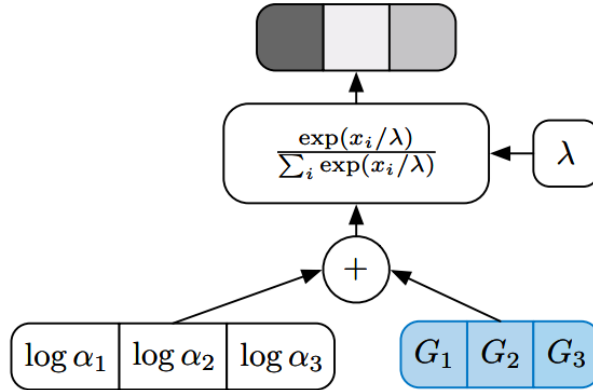 exp(x_i/λ)
∑_i exp(x_i/λ)
λ
+
log α_1 log α_2 log α_3
G_1 G_2 G_3